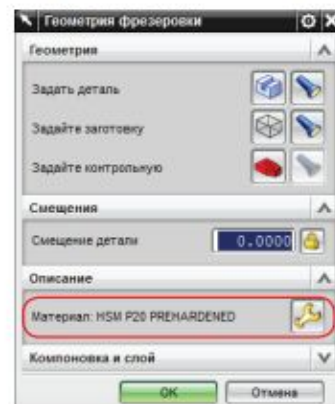 Геометрия фрезеровки
Геометрия
Задать деталь
Задайте заготовку
Задайте контрольную
Смещения
Смещение детали 0.0000
Описание
Материал: HSM P20 PREHARDENED
Компоновка и слой
OK Отмена